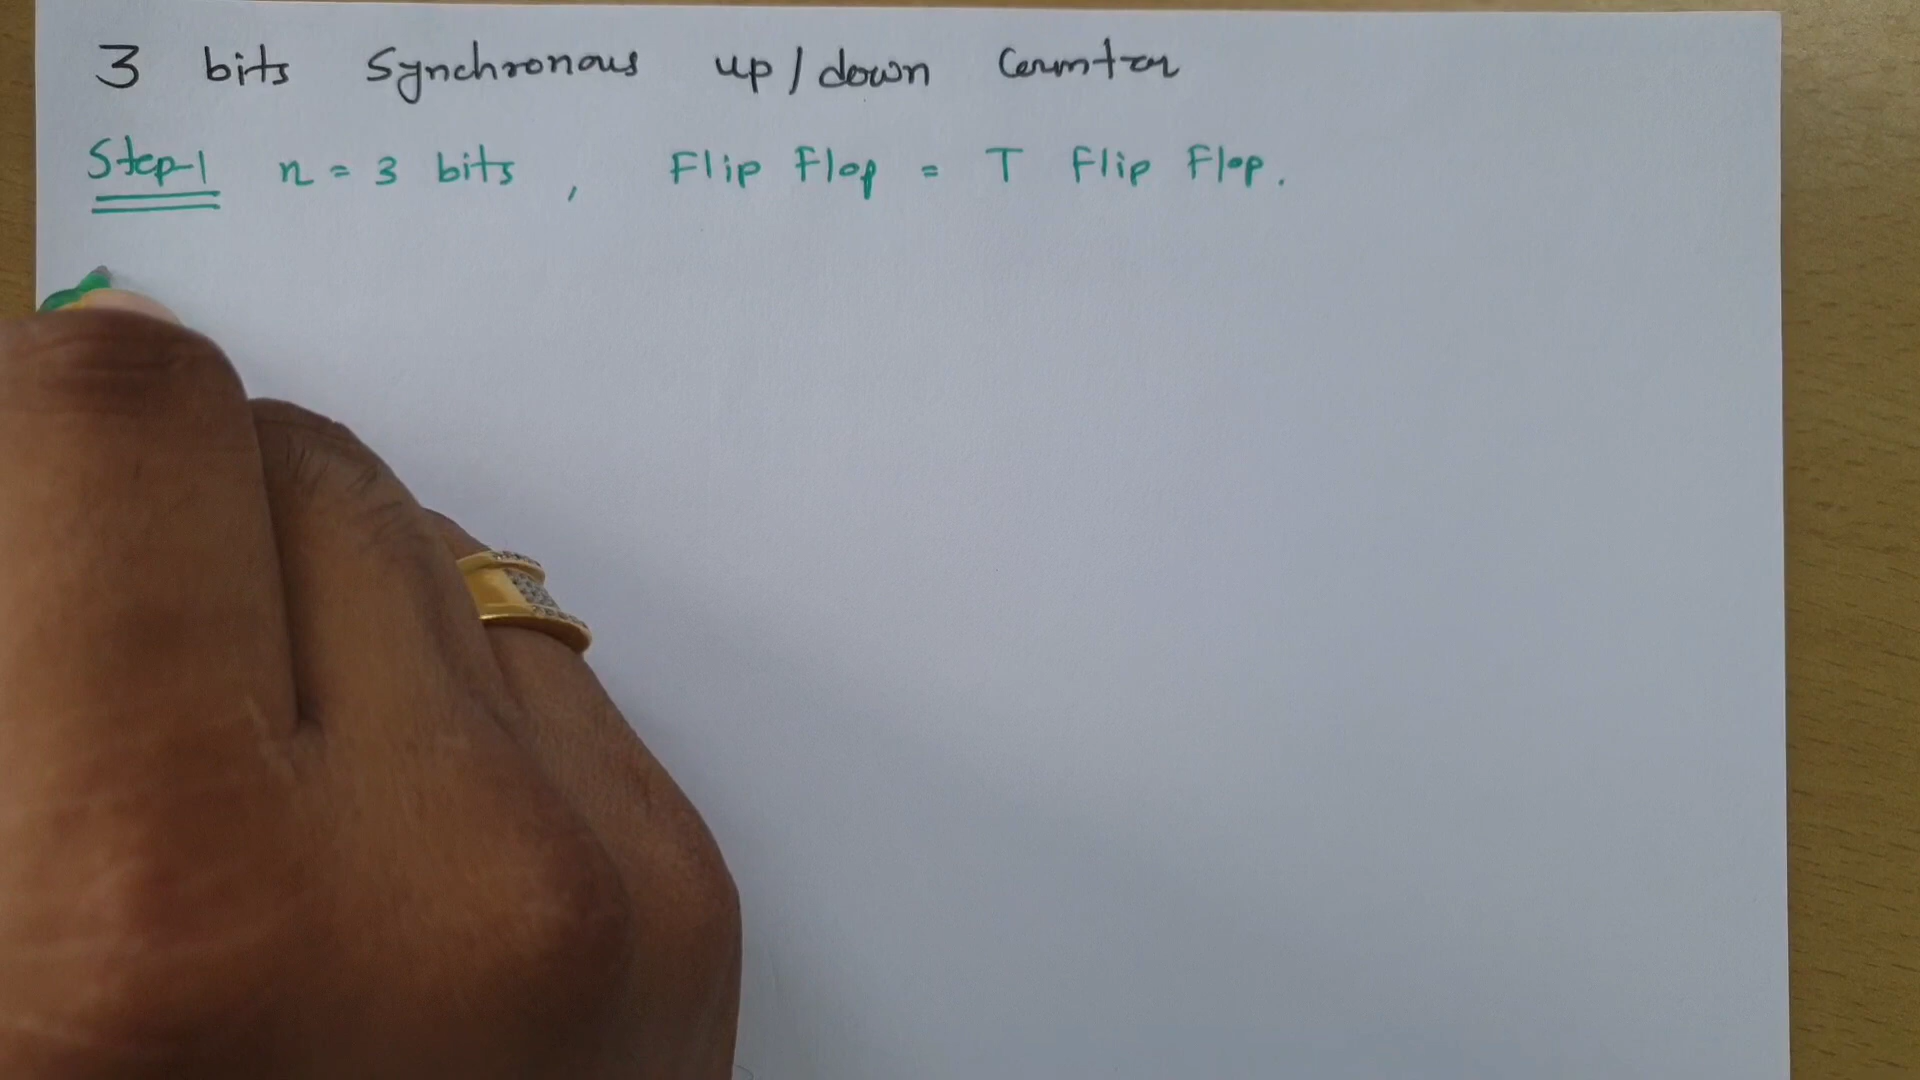 3 bits Synchronous up/down Counter
Step-1 n = 3 bits , Flip Flop = T Flip Flop.